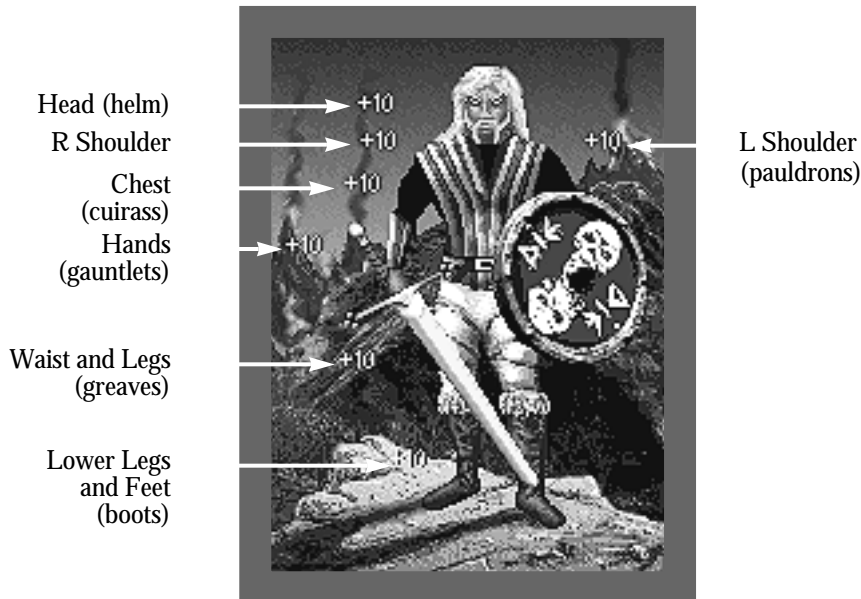 Head (helm)
+10
R Shoulder
+10
+10
L Shoulder
(pauldrons)
Chest
(cuirass)
+10
Hands
(gauntlets)
+10
Waist and Legs
(greaves)
+10
Lower Legs
and Feet
(boots)
+10